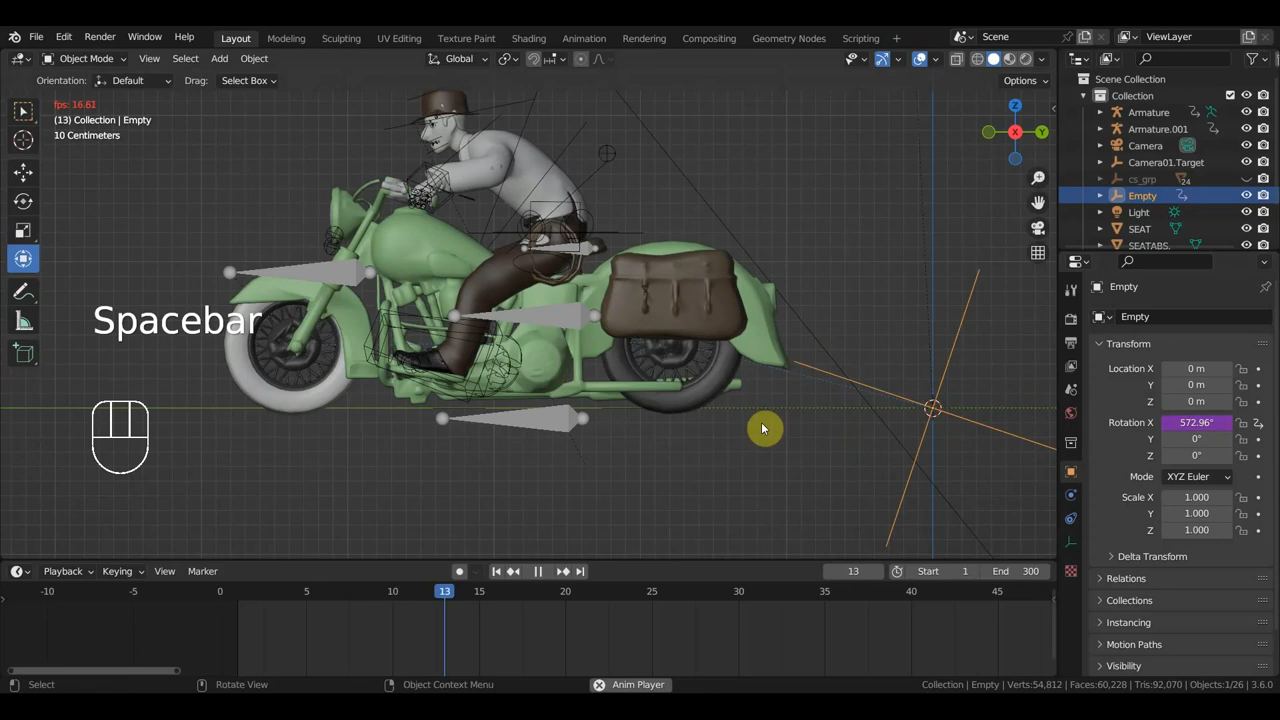 File Edit Render Window Help Layout Modeling Sculpting UV Editing Texture Paint Shading Animation Rendering Compositing Geometry Nodes Scripting + Scene ViewLayer
Object Mode View Select Add Object Global
Orientation: Default Drag: Select Box Options
fps: 16.61
(13) Collection | Empty
10 Centimeters
Z
X
Y
Spacebar
Scene Collection
Collection
Armature
Armature.001
Camera
Camera01.Target
cs_grp 24
Empty
Light
SEAT
SEATABS.
Empty
Empty
Transform
Location X 0 m
Y 0 m
Z 0 m
Rotation X 572.96°
Y 0°
Z 0°
Mode XYZ Euler
Scale X 1.000
Y 1.000
Z 1.000
Delta Transform
Relations
Collections
Instancing
Motion Paths
Visibility
Playback Keying View Marker 13 Start 1 End 300
-10 -5 0 5 13 15 20 25 30 35 40 45
Select Rotate View Object Context Menu Anim Player Collection | Empty | Verts:54,812 | Faces:60,228 | Tris:92,070 | Objects:1/26 | 3.6.0